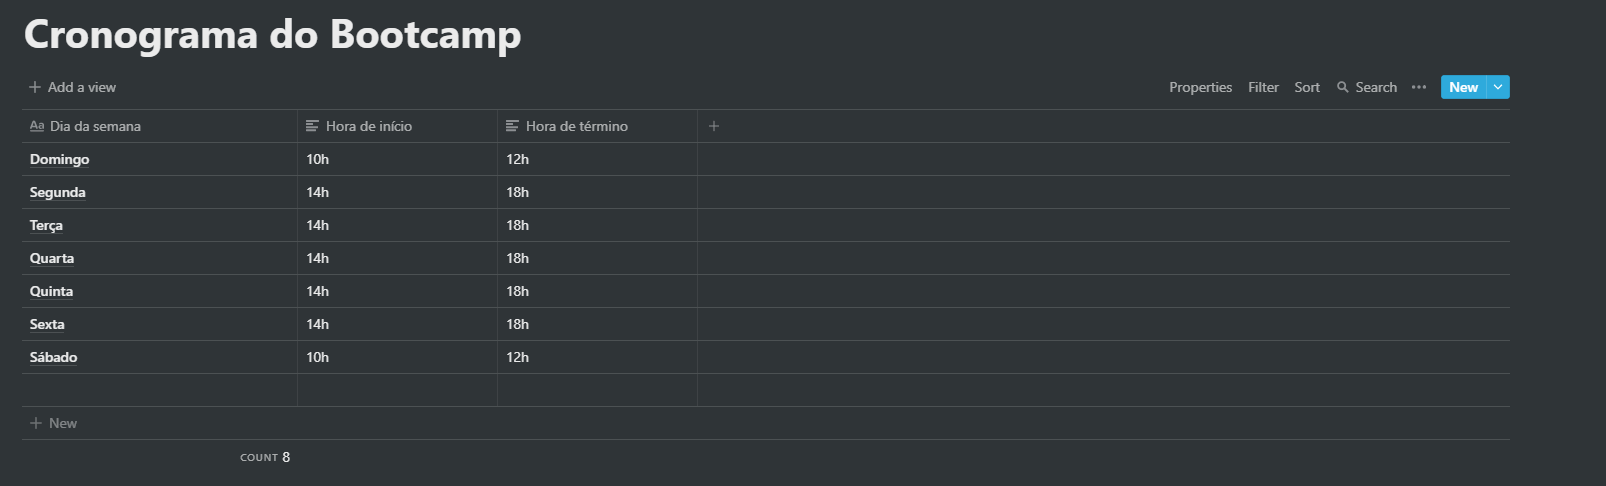 Cronograma do Bootcamp
+ Add a view Properties Filter Sort Search ••• New
Aa Dia da semana Hora de início Hora de término +
Domingo 10h 12h
Segunda 14h 18h
Terça 14h 18h
Quarta 14h 18h
Quinta 14h 18h
Sexta 14h 18h
Sábado 10h 12h
+ New
COUNT 8